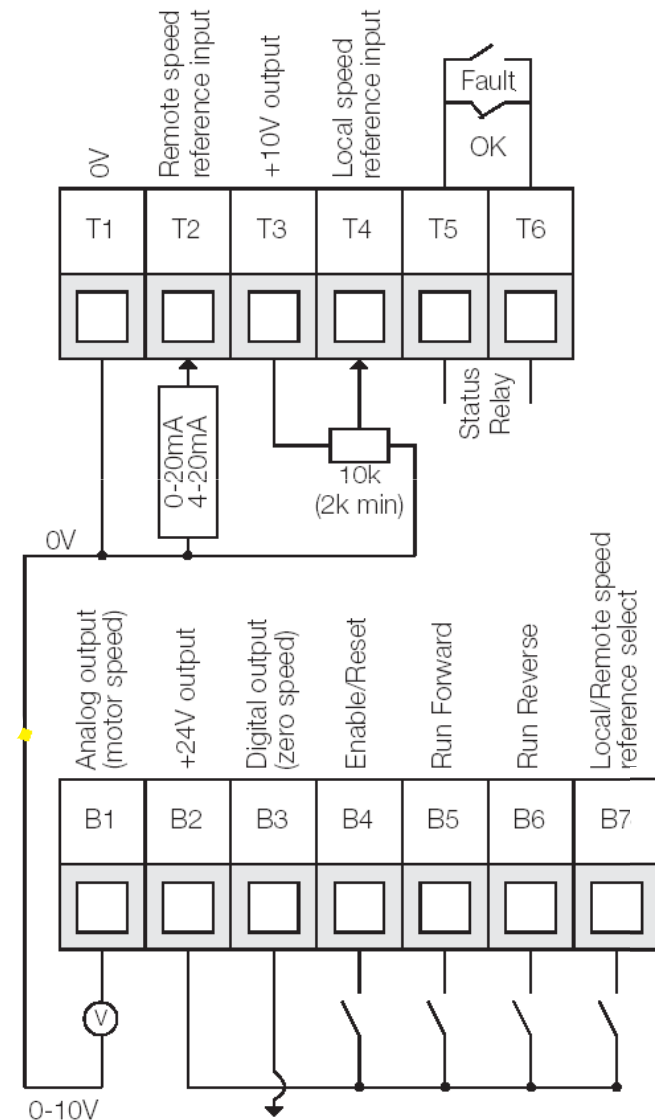 0V
Remote speed
reference input
+10V output
Local speed
reference input
Fault
OK
T1
T2
T3
T4
T5
T6
0-20mA
4-20mA
10k
(2k min)
Status
Relay
0V
Analog output
(motor speed)
+24V output
Digital output
(zero speed)
Enable/Reset
Run Forward
Run Reverse
Local/Remote speed
reference select
B1
B2
B3
B4
B5
B6
B7
V
0-10V